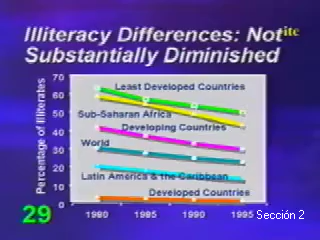 Illiteracy Differences: Not
itc
Substantially Diminished
Percentage of Illiterates
70
60
50
40
30
20
10
0
Least Developed Countries
Sub-Saharan Africa
Developing Countries
World
Latin America & the Caribbean
Developed Countries
1980 1985 1990 1995
29
Sección 2